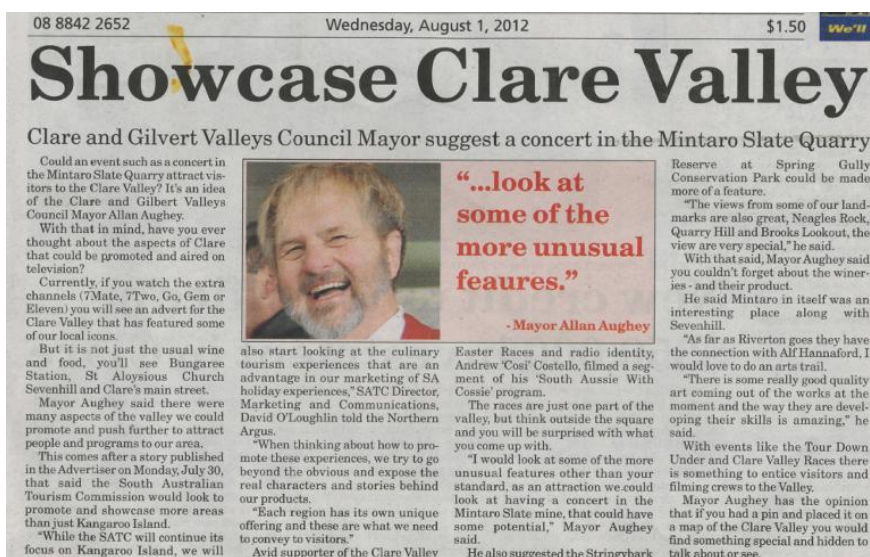 08 8842 2652
Wednesday, August 1, 2012
$1.50
We'll
Showcase Clare Valley
Clare and Gilvert Valleys Council Mayor suggest a concert in the Mintaro Slate Quarry
Could an event such as a concert in
the Mintaro Slate Quarry attract vis-
itors to the Clare Valley? It's an idea
of the Clare and Gilbert Valleys
Council Mayor Allan Aughey.
With that in mind, have you ever
thought about the aspects of Clare
that could be promoted and aired on
television?
Currently, if you watch the extra
channels (7Mate, 7Two, Go, Gem or
Eleven) you will see an advert for the
Clare Valley that has featured some
of our local icons.
But it is not just the usual wine
and food, you'll see Bungaree
Station, St Aloysious Church
Sevenhill and Clare's main street.
Mayor Aughey said there were
many aspects of the valley we could
promote and push further to attract
people and programs to our area.
This comes after a story published
in the Advertiser on Monday, July 30,
that said the South Australian
Tourism Commission would look to
promote and showcase more areas
than just Kangaroo Island.
"While the SATC will continue its
focus on Kangaroo Island, we will
"...look at
some of the
more unusual
feaures."
- Mayor Allan Aughey
also start looking at the culinary
tourism experiences that are an
advantage in our marketing of SA
holiday experiences," SATC Director,
Marketing and Communications,
David O'Loughlin told the Northern
Argus.
"When thinking about how to pro-
mote these experiences, we try to go
beyond the obvious and expose the
real characters and stories behind
our products.
"Each region has its own unique
offering and these are what we need
to convey to visitors."
Avid supporter of the Clare Valley
Easter Races and radio identity,
Andrew 'Cosi' Costello, filmed a seg-
ment of his 'South Aussie With
Cossie' program.
The races are just one part of the
valley, but think outside the square
and you will be surprised with what
you come up with.
"I would look at some of the more
unusual features other than your
standard, as an attraction we could
look at having a concert in the
Mintaro Slate mine, that could have
some potential," Mayor Aughey
said.
He also suggested the Stringybark
Reserve at Spring Gully
Conservation Park could be made
more of a feature.
"The views from some of our land-
marks are also great, Neagles Rock,
Quarry Hill and Brooks Lookout, the
view are very special," he said.
With that said, Mayor Aughey said
you couldn't forget about the winer-
ies - and their product.
He said Mintaro in itself was an
interesting place along with
Sevenhill.
"As far as Riverton goes they have
the connection with Alf Hannaford, I
would love to do an arts trail.
"There is some really good quality
art coming out of the works at the
moment and the way they are devel-
oping their skills is amazing," he
said.
With events like the Tour Down
Under and Clare Valley Races there
is something to entice visitors and
filming crews to the Valley.
Mayor Aughey has the opinion
that if you had a pin and placed it on
a map of the Clare Valley you would
find something special and hidden to
talk about or see.